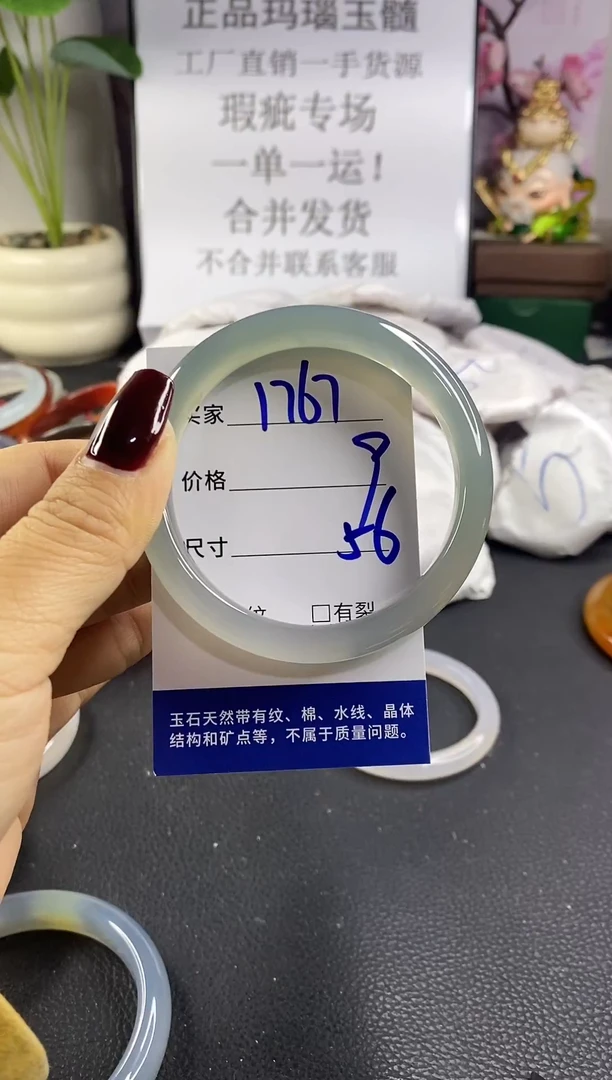 正品玛瑙玉髓
工厂直销一手货源
瑕疵专场
一单一运！
合并发货
不合并联系客服
买家 1767
价格
尺寸 56
纹 □有裂
玉石天然带有纹、棉、水线、晶体
结构和矿点等，不属于质量问题。